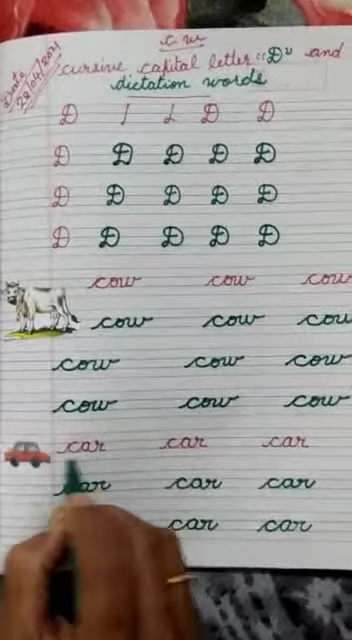 c.w
Date 28/04/2021
cursive capital letter "D" and
dictation words
D D D
D D D D D
D D D D D
D D D D D
cow cow cow
cow cow cow
cow cow cow
cow cow cow
car car car
car car car
car car